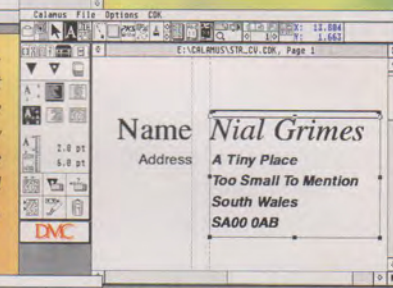 Calamus File Options CDK
X: 12.804
Y: 1.663
E:\CALAMUS\STR_CV.CDK, Page 1
Name Nial Grimes
Address A Tiny Place
Too Small To Mention
South Wales
SA00 0AB
2.0 pt
6.0 pt
DMC